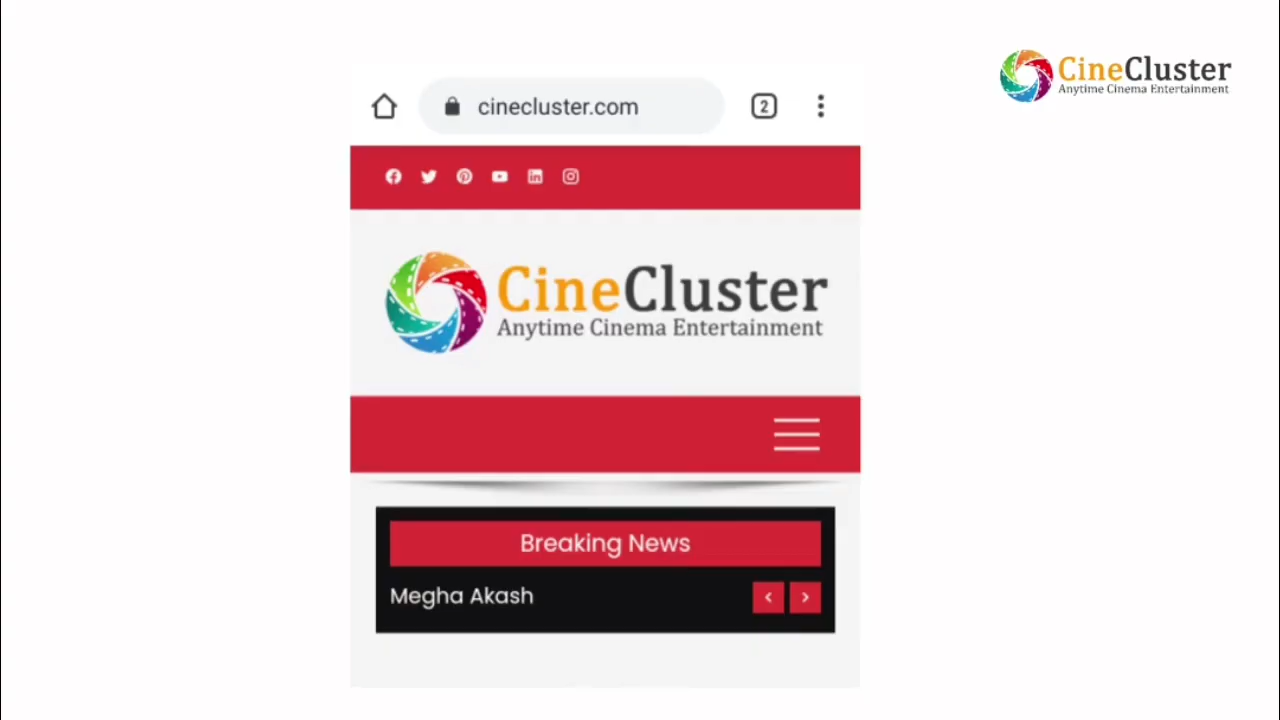 CineCluster
Anytime Cinema Entertainment
cinecluster.com
2
CineCluster
Anytime Cinema Entertainment
Breaking News
Megha Akash